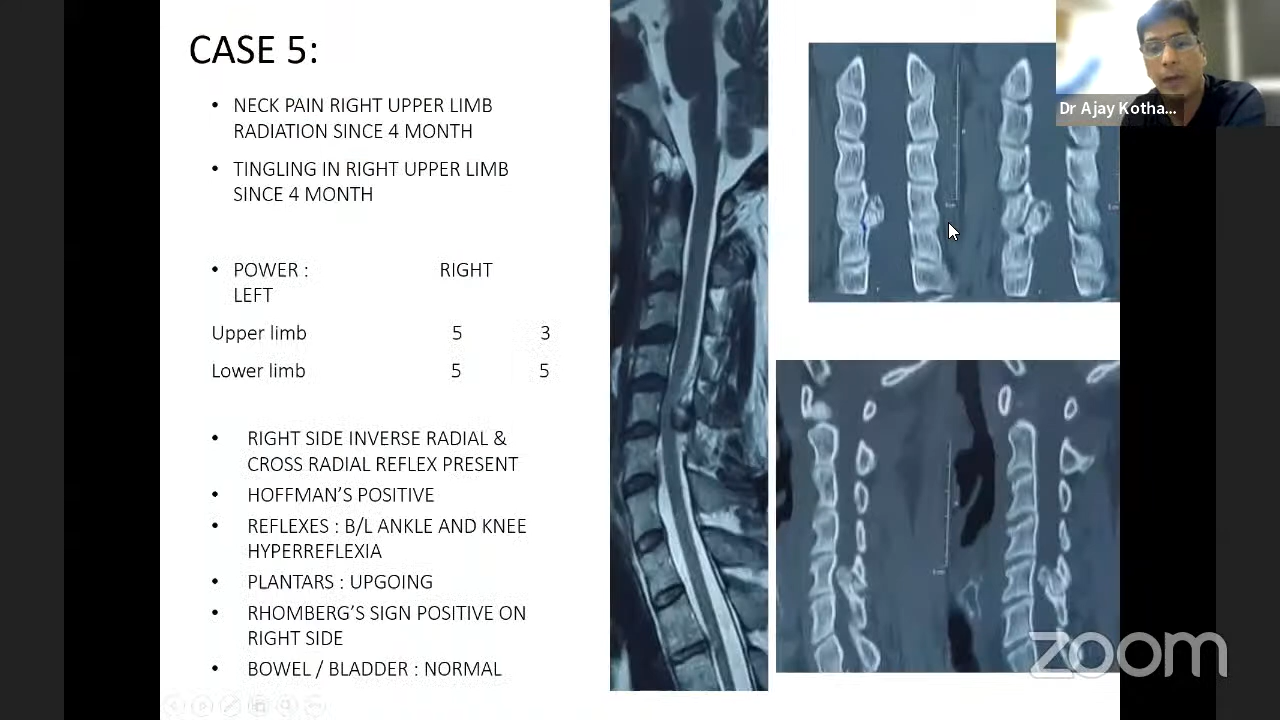 CASE 5:
• NECK PAIN RIGHT UPPER LIMB
RADIATION SINCE 4 MONTH
• TINGLING IN RIGHT UPPER LIMB
SINCE 4 MONTH
• POWER : RIGHT
LEFT
Upper limb 5 3
Lower limb 5 5
• RIGHT SIDE INVERSE RADIAL &
CROSS RADIAL REFLEX PRESENT
• HOFFMAN'S POSITIVE
• REFLEXES : B/L ANKLE AND KNEE
HYPERREFLEXIA
• PLANTARS : UPGOING
• RHOMBERG'S SIGN POSITIVE ON
RIGHT SIDE
• BOWEL / BLADDER : NORMAL
Dr Ajay Kotha...
zoom